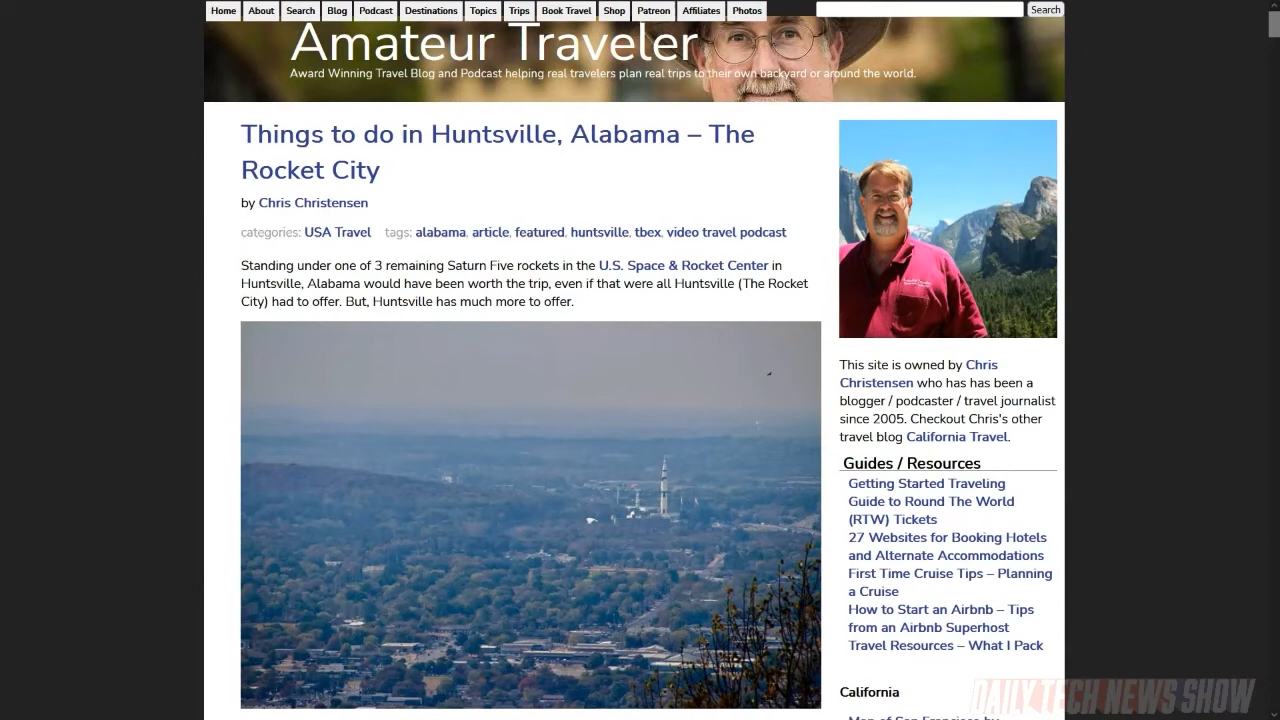 Home About Search Blog Podcast Destinations Topics Trips Book Travel Shop Patreon Affiliates Photos Search
Amateur Traveler
Award Winning Travel Blog and Podcast helping real travelers plan real trips to their own backyard or around the world.
Things to do in Huntsville, Alabama – The
Rocket City
by Chris Christensen
categories: USA Travel tags: alabama, article, featured, huntsville, tbex, video travel podcast
Standing under one of 3 remaining Saturn Five rockets in the U.S. Space & Rocket Center in
Huntsville, Alabama would have been worth the trip, even if that were all Huntsville (The Rocket
City) had to offer. But, Huntsville has much more to offer.
This site is owned by Chris
Christensen who has has been a
blogger / podcaster / travel journalist
since 2005. Checkout Chris's other
travel blog California Travel.
Guides / Resources
Getting Started Traveling
Guide to Round The World
(RTW) Tickets
27 Websites for Booking Hotels
and Alternate Accommodations
First Time Cruise Tips – Planning
a Cruise
How to Start an Airbnb – Tips
from an Airbnb Superhost
Travel Resources – What I Pack
California
Map of San Francisco by
DAILY TECH NEWS SHOW